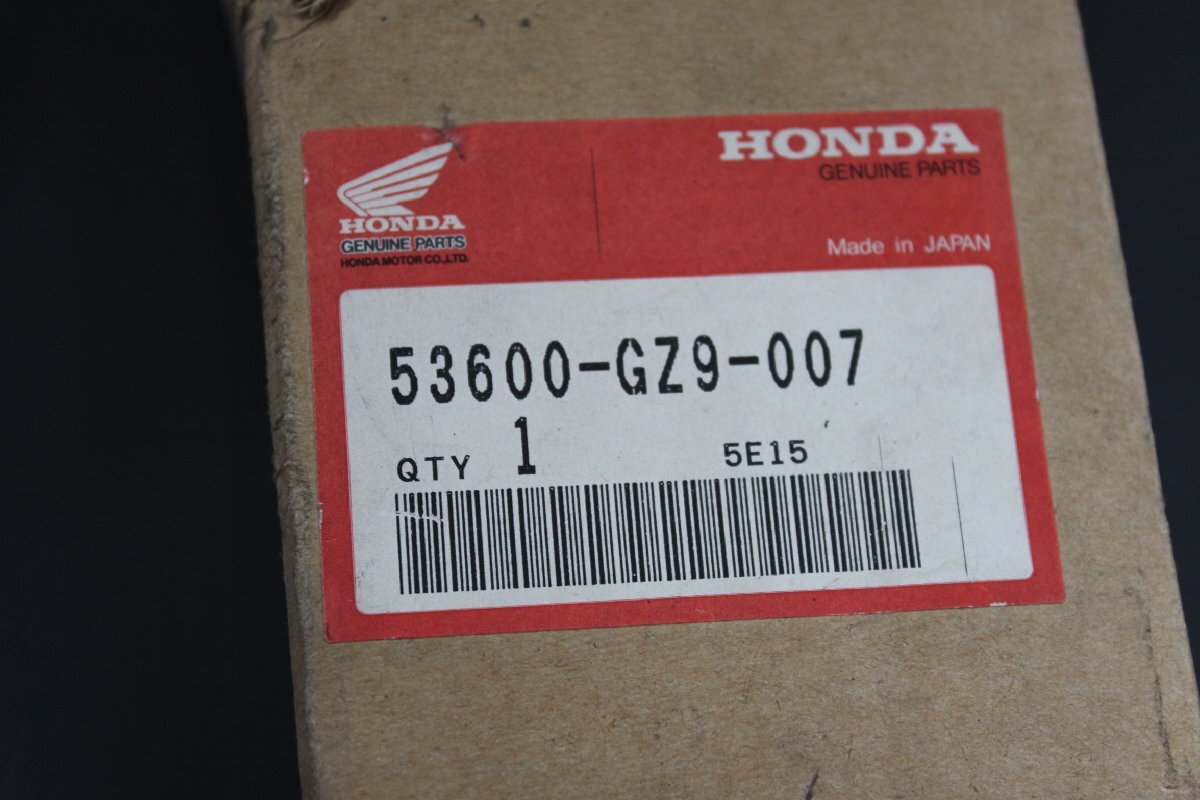 HONDA
GENUINE PARTS
HONDA MOTOR CO.,LTD.
HONDA
GENUINE PARTS
Made in JAPAN
53600-GZ9-007
QTY 1 5E15